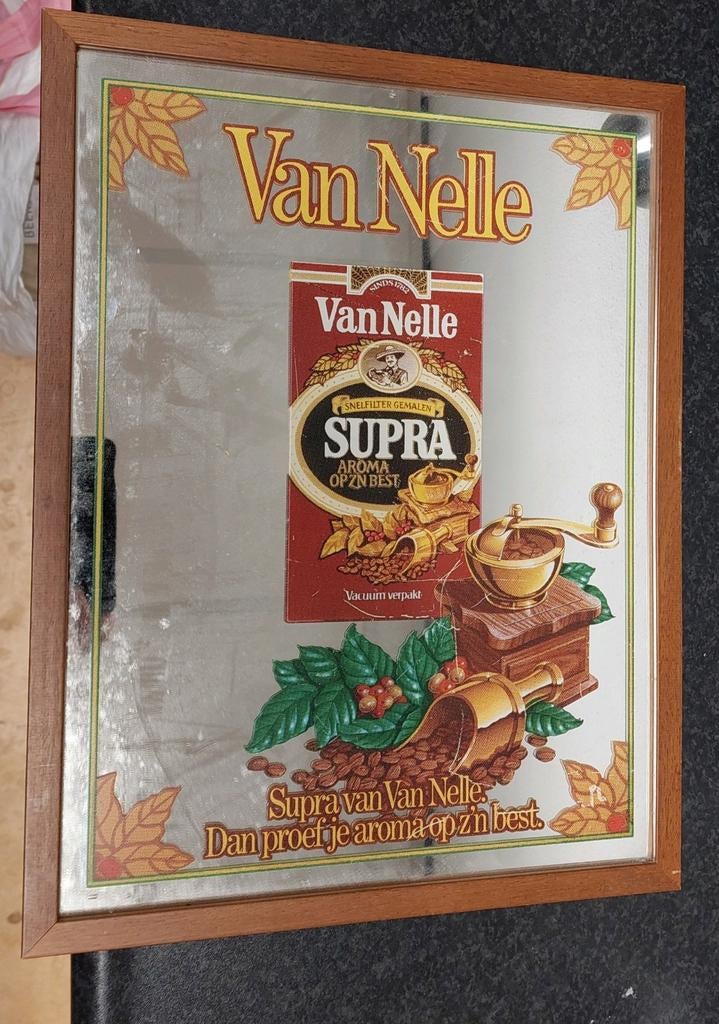 Van Nelle
SINDS 1782
Van Nelle
SNELFILTER GEMALEN
SUPRA
AROMA
OP Z'N BEST
Vacuum verpakt
Supra van Van Nelle.
Dan proef je aroma op z'n best.